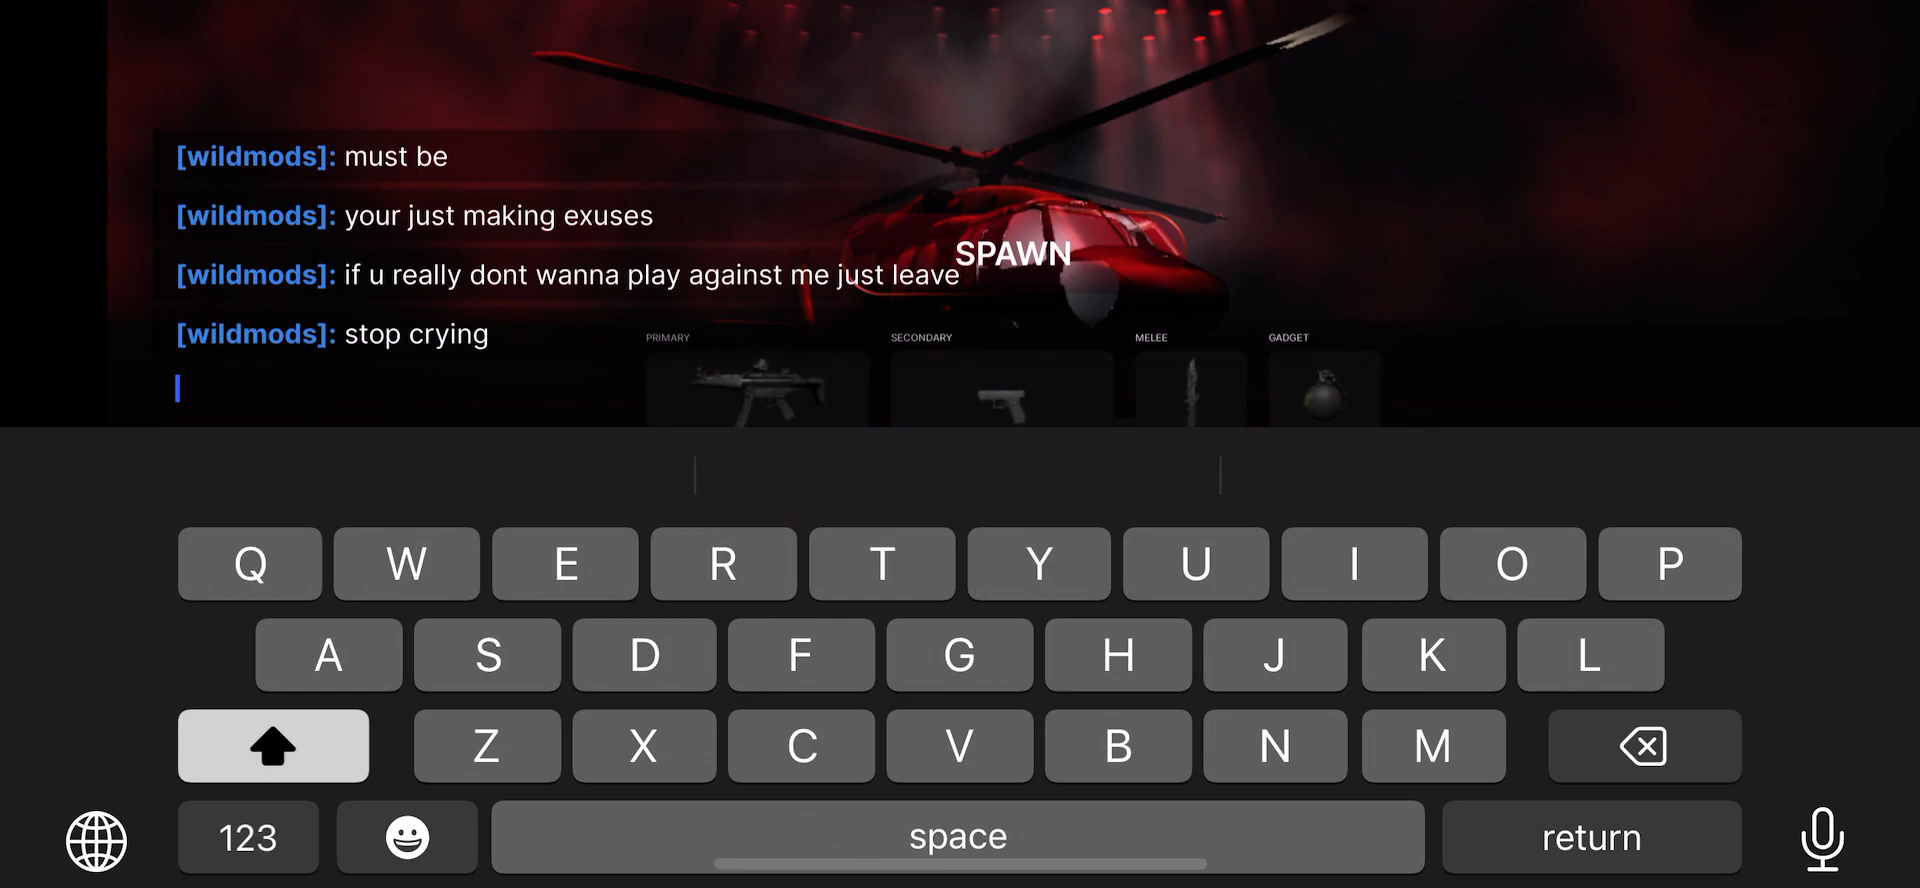 [wildmods]: must be
[wildmods]: your just making exuses
[wildmods]: if u really dont wanna play against me just leave
SPAWN
[wildmods]: stop crying
PRIMARY SECONDARY MELEE GADGET
Q W E R T Y U I O P
A S D F G H J K L
Z X C V B N M
123 space return